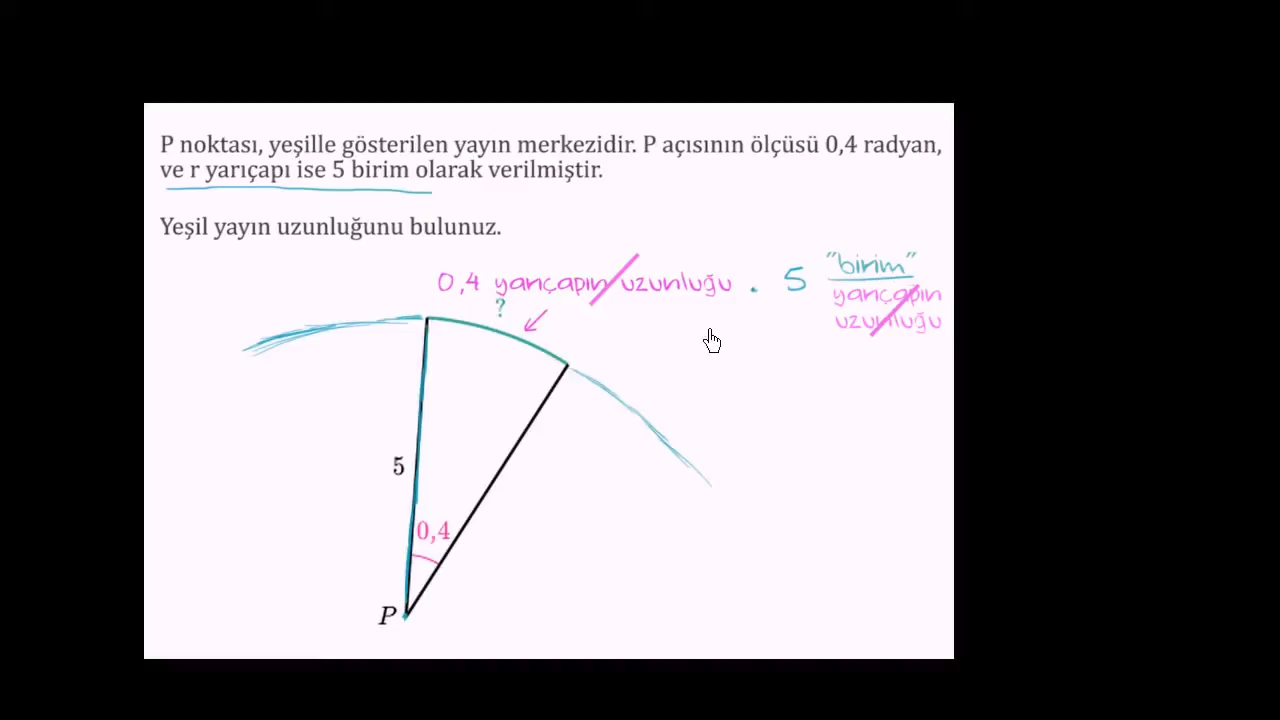 P noktası, yeşille gösterilen yayın merkezidir. P açısının ölçüsü 0,4 radyan,
ve r yarıçapı ise 5 birim olarak verilmiştir.
Yeşil yayın uzunluğunu bulunuz.
0,4 yarıçapın uzunluğu . 5 "birim"
yarıçapın
uzunluğu
?
5
0,4
P